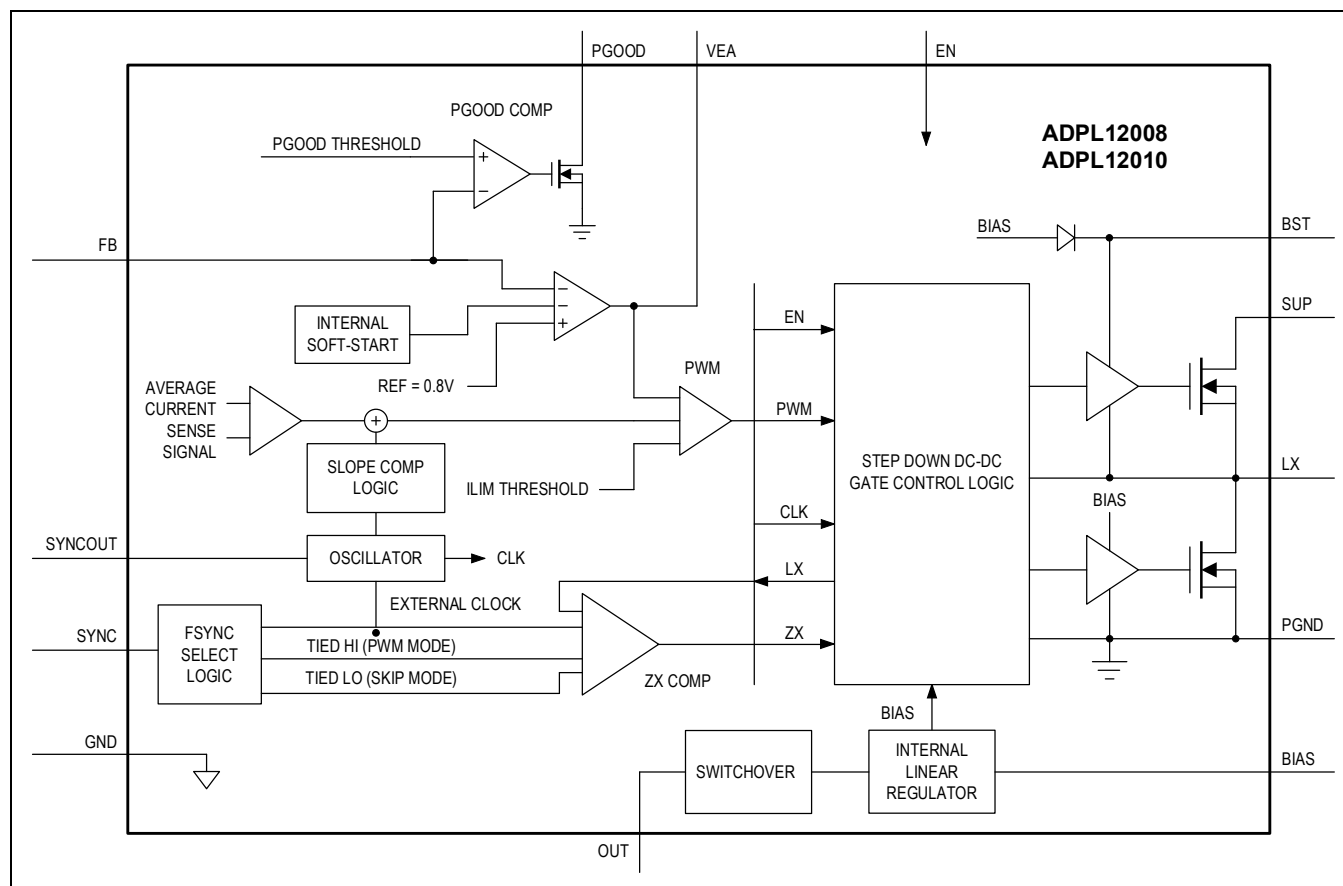 PGOOD
VEA
EN
PGOOD COMP
ADPL12008
ADPL12010
PGOOD THRESHOLD
+
−
BIAS
BST
FB
−
−
+
INTERNAL
SOFT-START
EN
SUP
REF = 0.8V
PWM
AVERAGE
CURRENT
SENSE
SIGNAL
+
PWM
STEP DOWN DC-DC
GATE CONTROL LOGIC
LX
SLOPE COMP
LOGIC
ILIM THRESHOLD
BIAS
CLK
SYNCOUT
OSCILLATOR
CLK
LX
EXTERNAL CLOCK
SYNC
FSYNC
SELECT
LOGIC
TIED HI (PWM MODE)
TIED LO (SKIP MODE)
ZX
ZX COMP
PGND
BIAS
GND
SWITCHOVER
INTERNAL
LINEAR
REGULATOR
BIAS
OUT